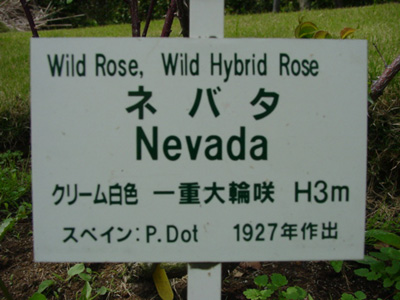 Wild Rose, Wild Hybrid Rose
ネバタ
Nevada
クリーム白色 一重大輪咲 H3m
スペイン:P.Dot 1927年作出